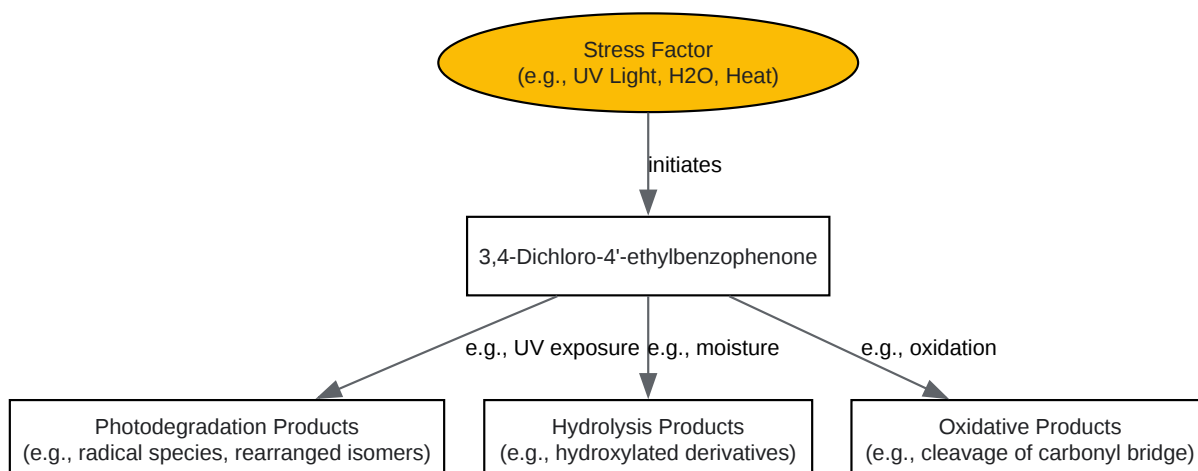 Stress Factor
(e.g., UV Light, H2O, Heat)
initiates
3,4-Dichloro-4'-ethylbenzophenone
e.g., UV exposure
e.g., moisture
e.g., oxidation
Photodegradation Products
(e.g., radical species, rearranged isomers)
Hydrolysis Products
(e.g., hydroxylated derivatives)
Oxidative Products
(e.g., cleavage of carbonyl bridge)